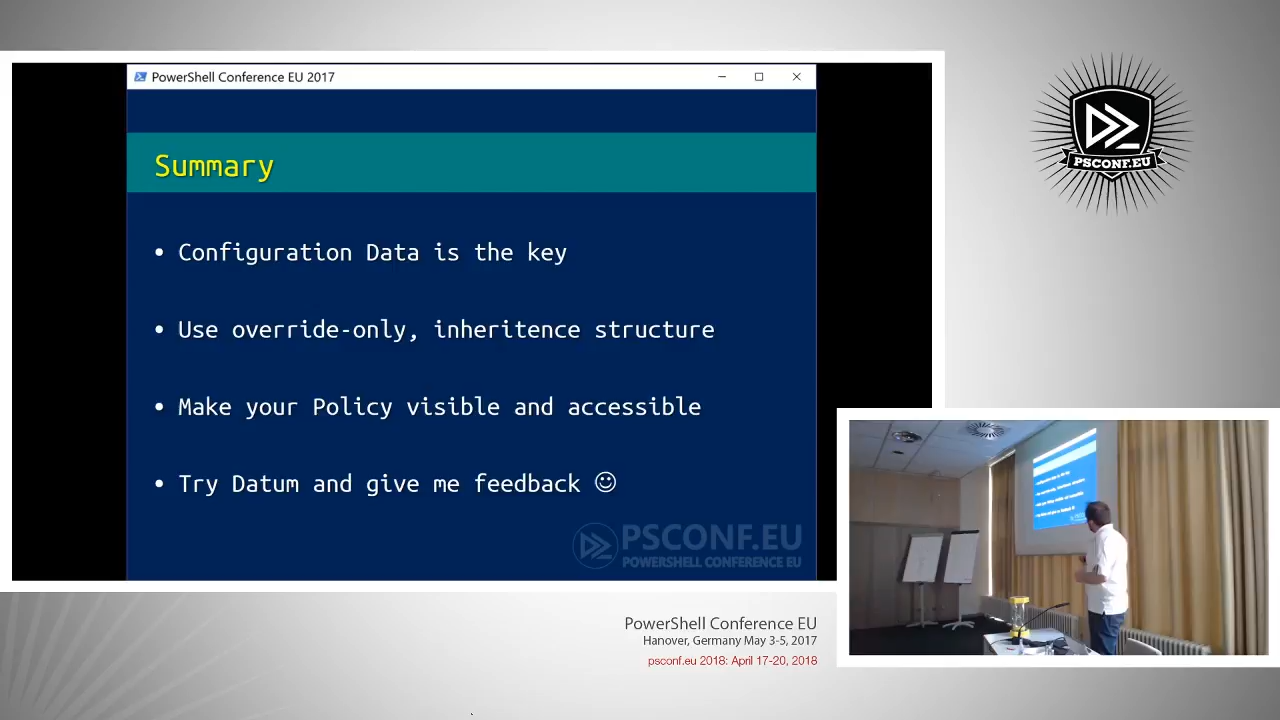 PowerShell Conference EU 2017
Summary
• Configuration Data is the key
• Use override-only, inheritence structure
• Make your Policy visible and accessible
• Try Datum and give me feedback ☺
PSCONF.EU
POWERSHELL CONFERENCE EU
PSCONF.EU
PowerShell Conference EU
Hanover, Germany May 3-5, 2017
psconf.eu 2018: April 17-20, 2018